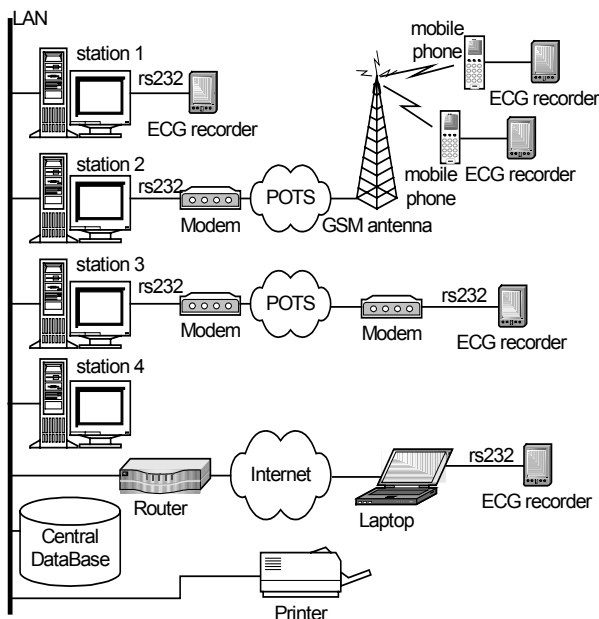 LAN
station 1
rs232
ECG recorder
mobile
phone
ECG recorder
mobile
phone
ECG recorder
station 2
rs232
Modem
POTS
GSM antenna
station 3
rs232
Modem
POTS
Modem
rs232
ECG recorder
station 4
Router
Internet
Laptop
rs232
ECG recorder
Central
DataBase
Printer